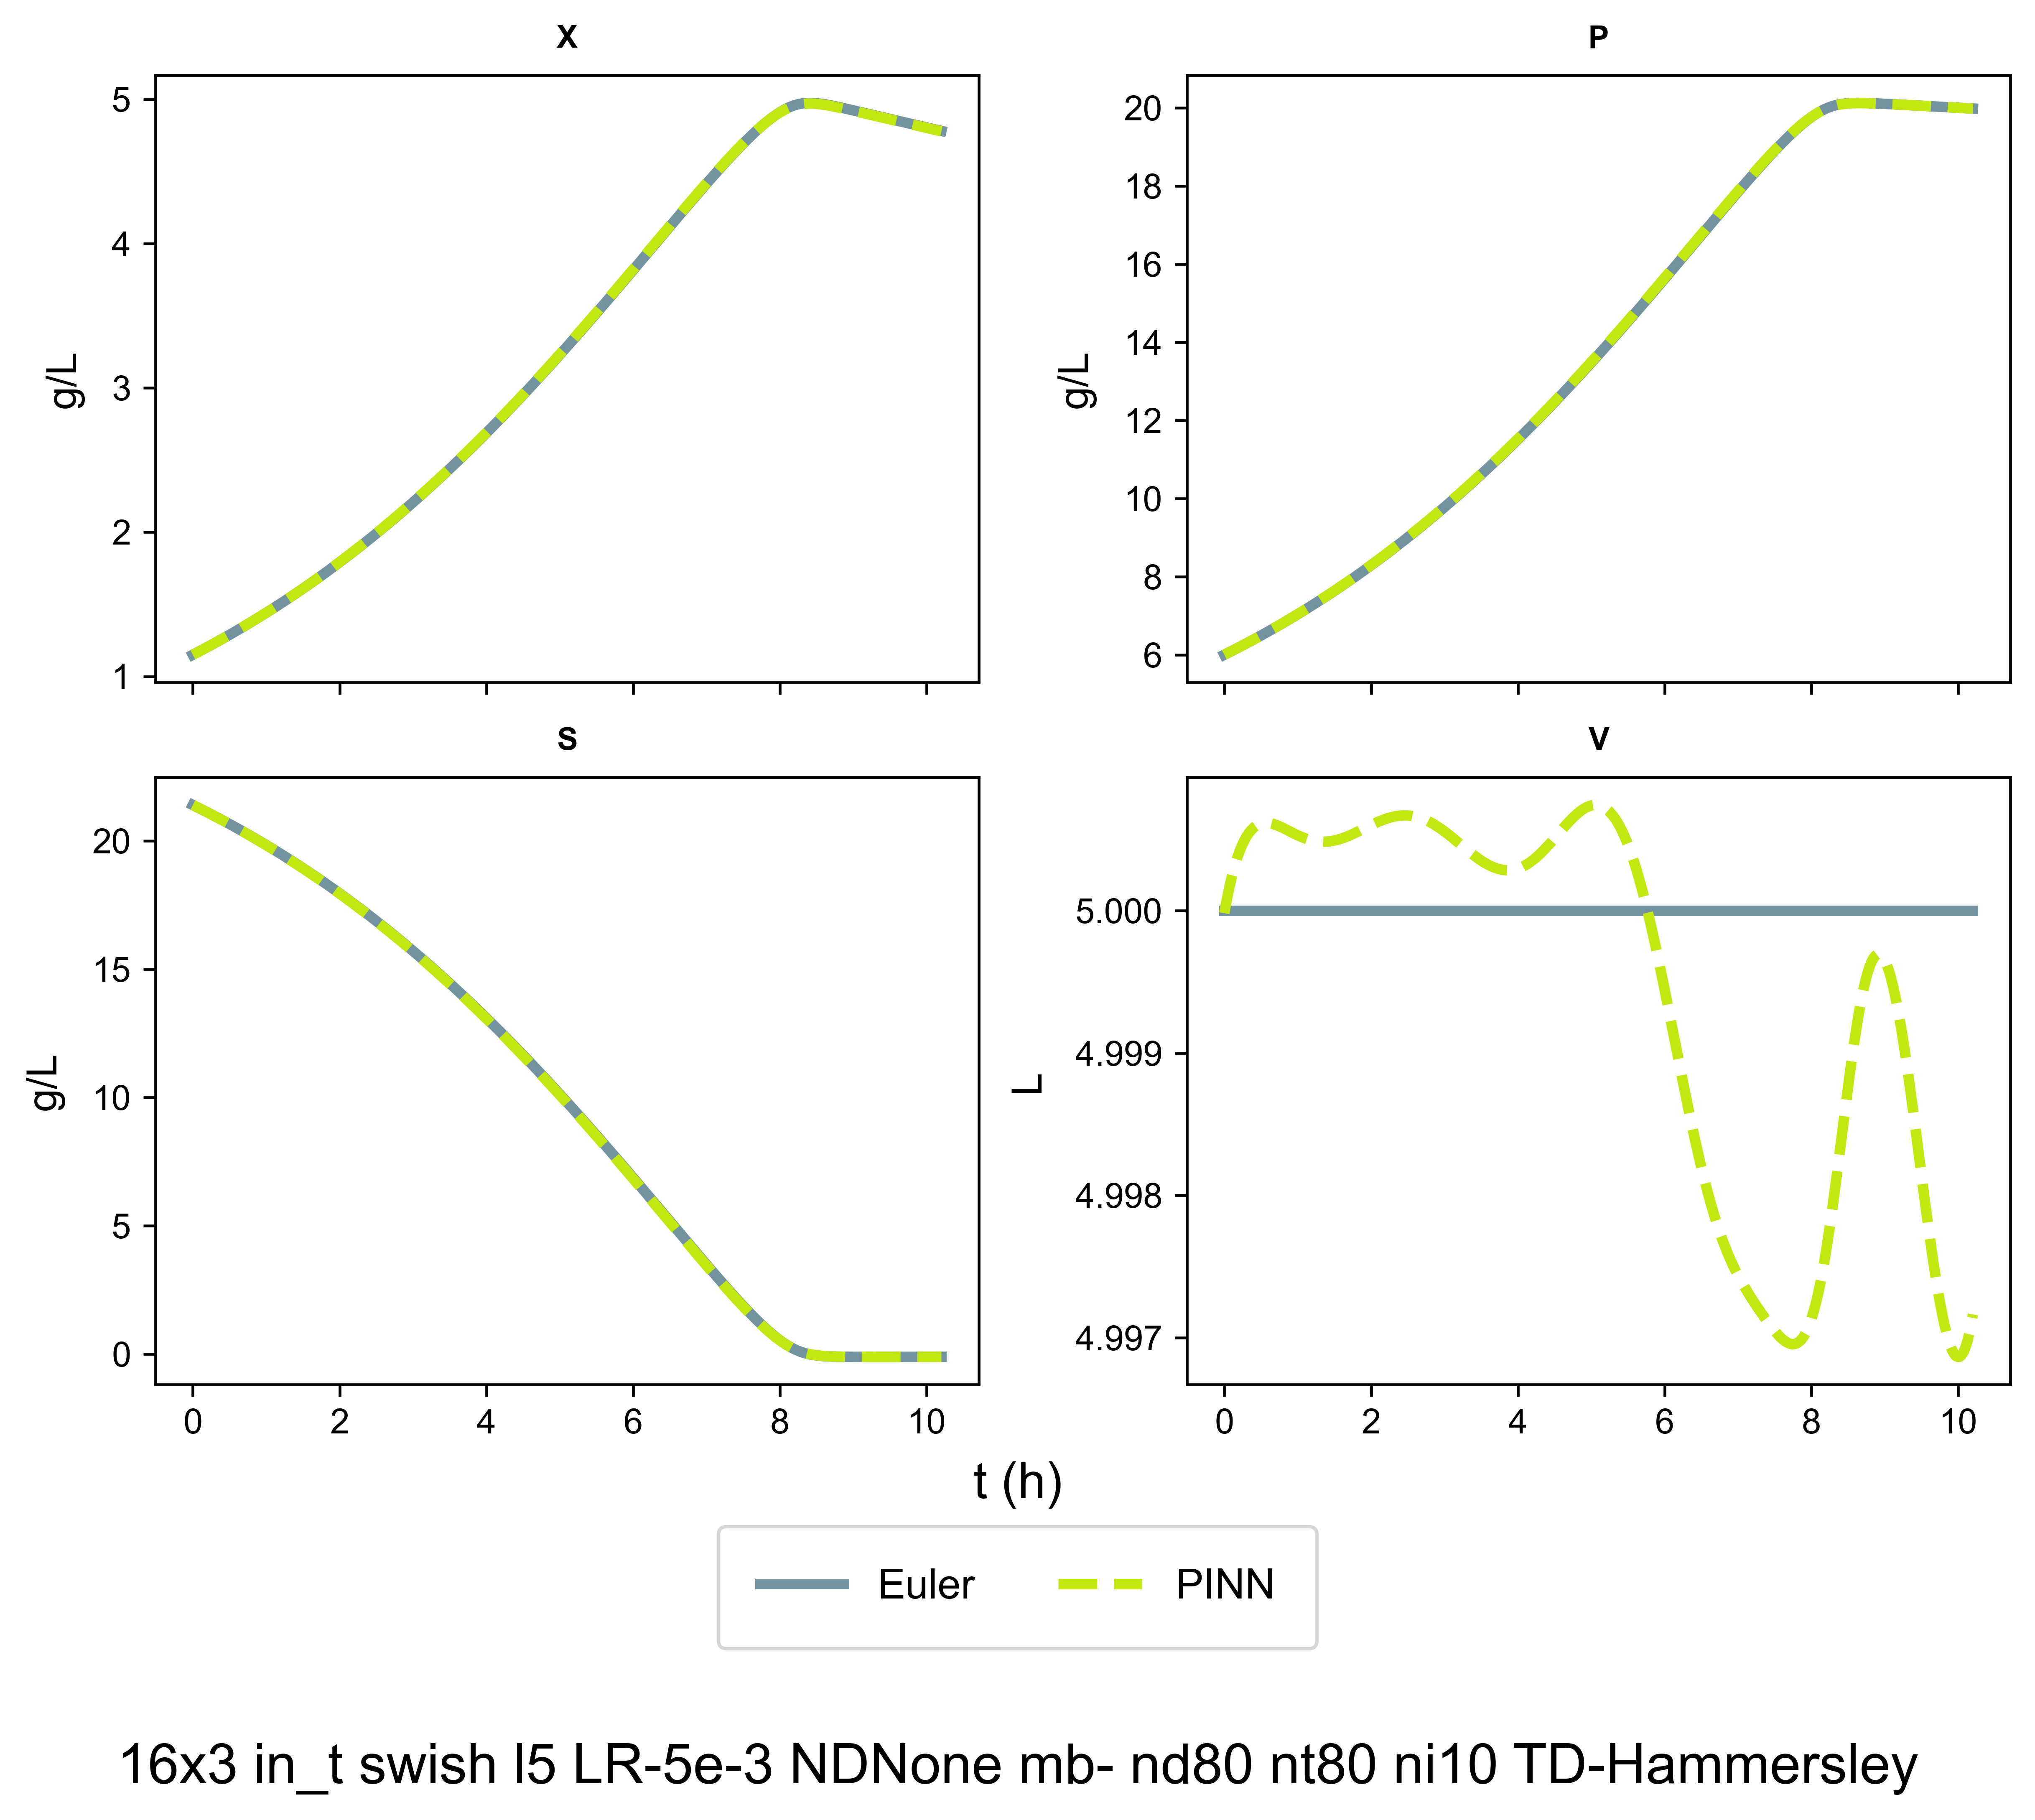 X
5
4
3
2
1
g/L
P
20
18
16
14
12
10
8
6
g/L
S
20
15
10
5
0
g/L
0 2 4 6 8 10
V
5.000
4.999
4.998
4.997
L
0 2 4 6 8 10
t (h)
Euler PINN
16x3 in_t swish l5 LR-5e-3 NDNone mb- nd80 nt80 ni10 TD-Hammersley